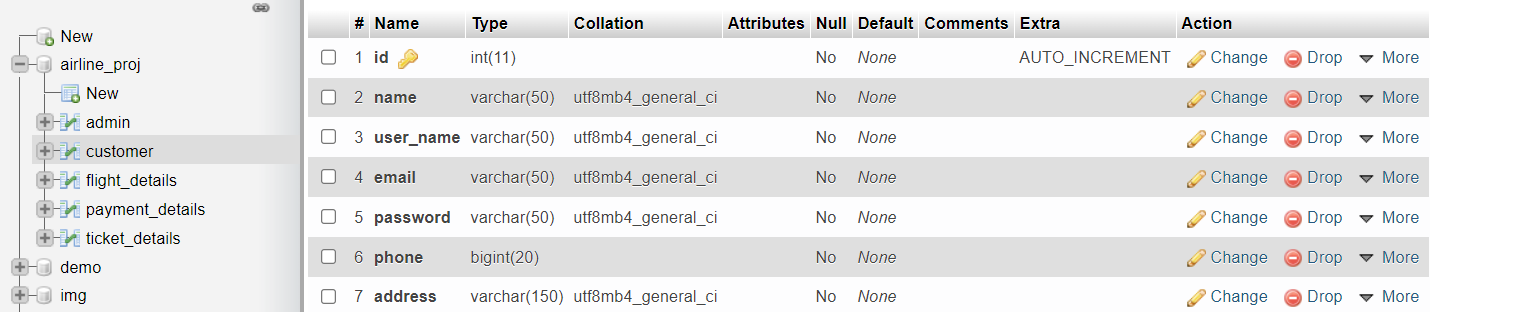 New
airline_proj
New
admin
customer
flight_details
payment_details
ticket_details
demo
img
# Name Type Collation Attributes Null Default Comments Extra Action
1 id int(11) No None AUTO_INCREMENT Change Drop More
2 name varchar(50) utf8mb4_general_ci No None Change Drop More
3 user_name varchar(50) utf8mb4_general_ci No None Change Drop More
4 email varchar(50) utf8mb4_general_ci No None Change Drop More
5 password varchar(50) utf8mb4_general_ci No None Change Drop More
6 phone bigint(20) No None Change Drop More
7 address varchar(150) utf8mb4_general_ci No None Change Drop More